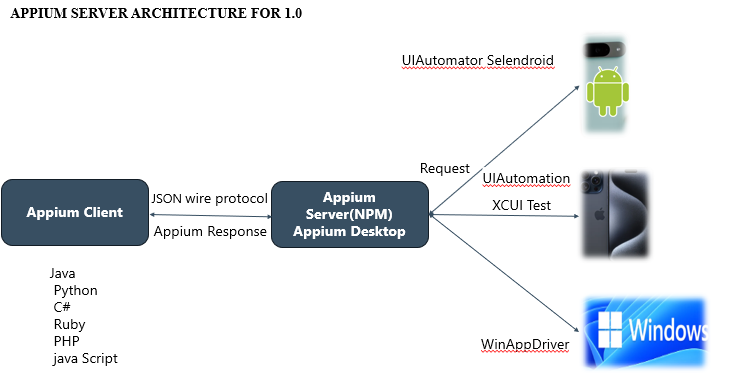 APPIUM SERVER ARCHITECTURE FOR 1.0
UIAutomator Selendroid
Request
UIAutomation
XCUI Test
JSON wire protocol
Appium Client
Appium
Server(NPM)
Appium Desktop
Appium Response
Java
Python
C#
Ruby
PHP
java Script
Windows
WinAppDriver